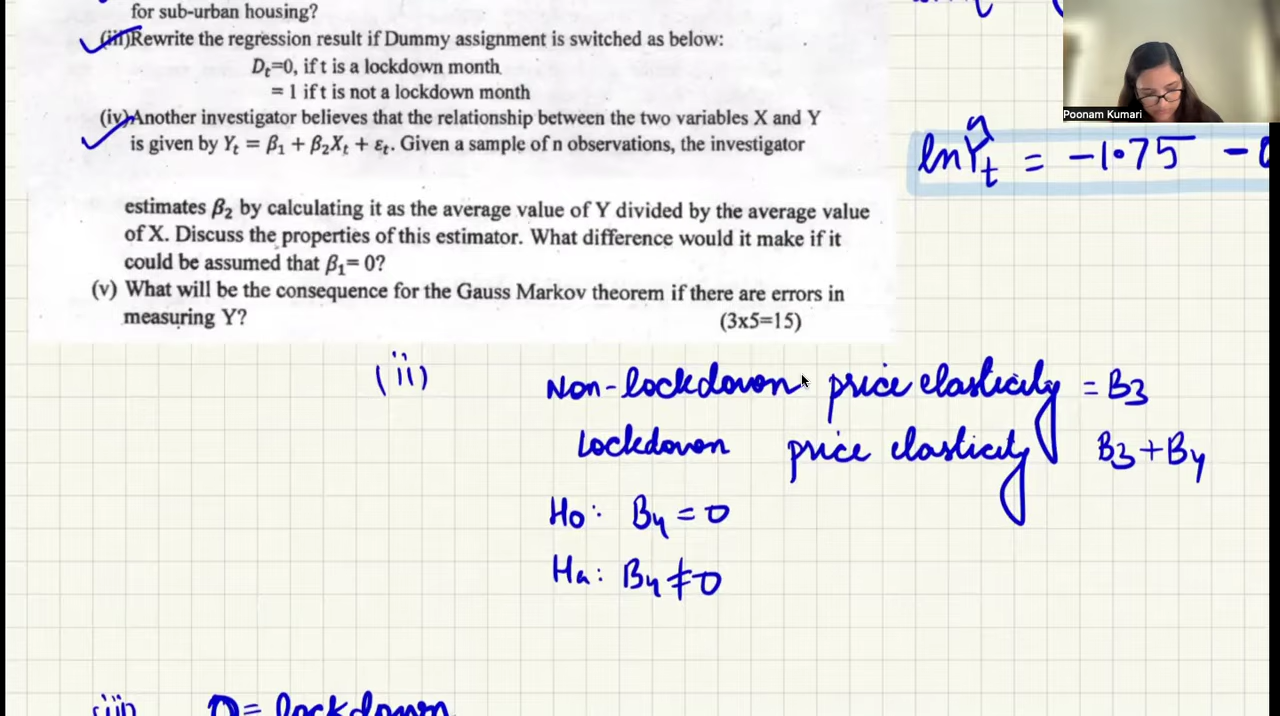 for sub-urban housing?
(iii)Rewrite the regression result if Dummy assignment is switched as below:
Dt=0, if t is a lockdown month
= 1 if t is not a lockdown month
(iv) Another investigator believes that the relationship between the two variables X and Y
is given by Yt = β1 + β2Xt + εt. Given a sample of n observations, the investigator
estimates β2 by calculating it as the average value of Y divided by the average value
of X. Discuss the properties of this estimator. What difference would it make if it
could be assumed that β1= 0?
(v) What will be the consequence for the Gauss Markov theorem if there are errors in
measuring Y?
(3x5=15)
Poonam Kumari
lnŶt = -1.75 -
(ii)
Non-lockdown price elasticity = B3
Lockdown price elasticity B3+B4
Ho: B4 = 0
Ha: B4 ≠ 0
(iii) D= lockdown